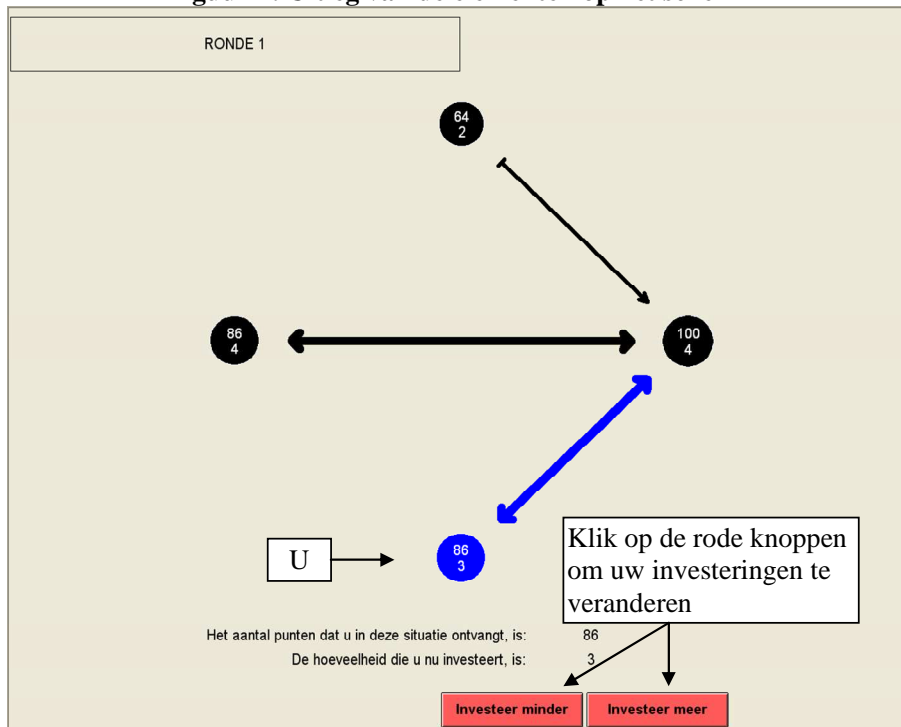 RONDE 1
64
2
86
4
100
4
86
3
U
Klik op de rode knoppen
om uw investeringen te
veranderen
Het aantal punten dat u in deze situatie ontvangt, is: 86
De hoeveelheid die u nu investeert, is: 3
Investeer minder Investeer meer